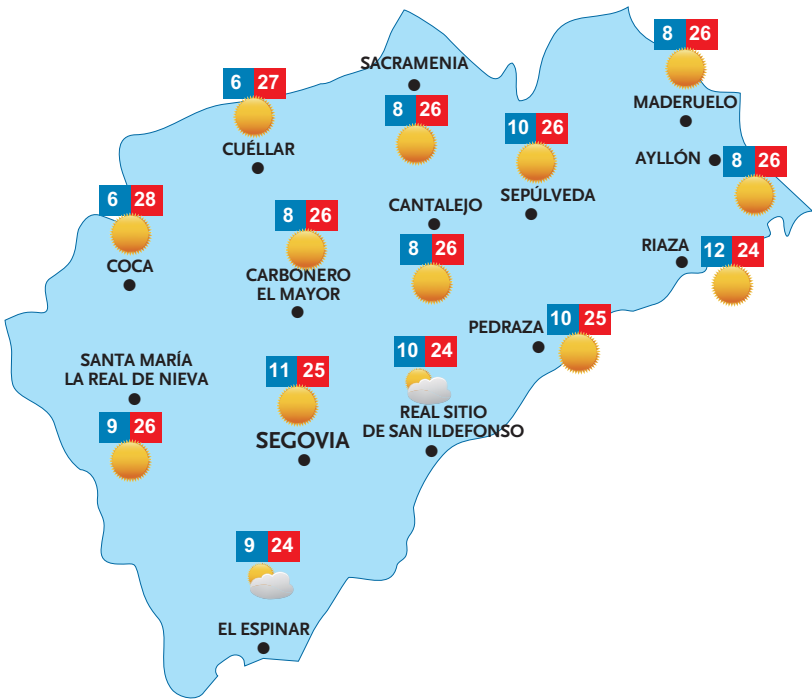 8 26
MADERUELO
SACRAMENIA
8 26
6 27
CUÉLLAR
10 26
SEPÚLVEDA
AYLLÓN
8 26
6 28
COCA
8 26
CARBONERO
EL MAYOR
CANTALEJO
8 26
RIAZA
12 24
PEDRAZA
10 25
SANTA MARÍA
LA REAL DE NIEVA
9 26
11 25
SEGOVIA
10 24
REAL SITIO
DE SAN ILDEFONSO
9 24
EL ESPINAR